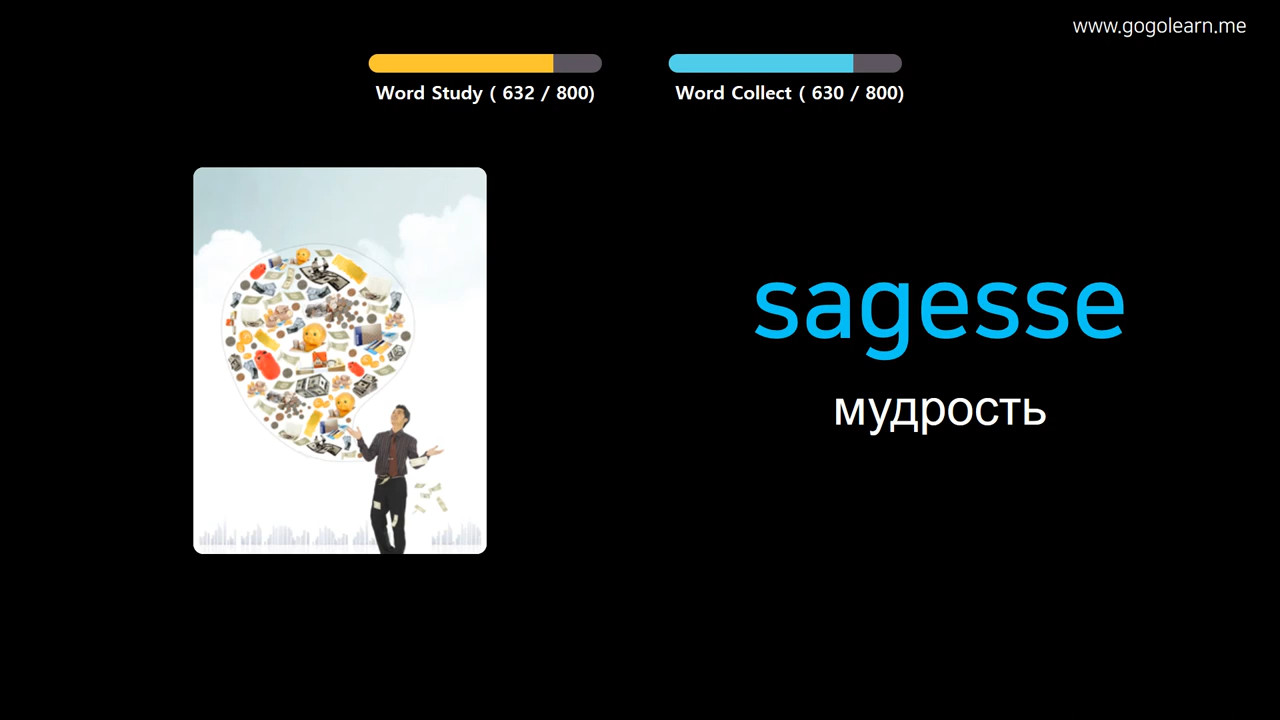 www.gogolearn.me
Word Study ( 632 / 800)
Word Collect ( 630 / 800)
sagesse
мудрость